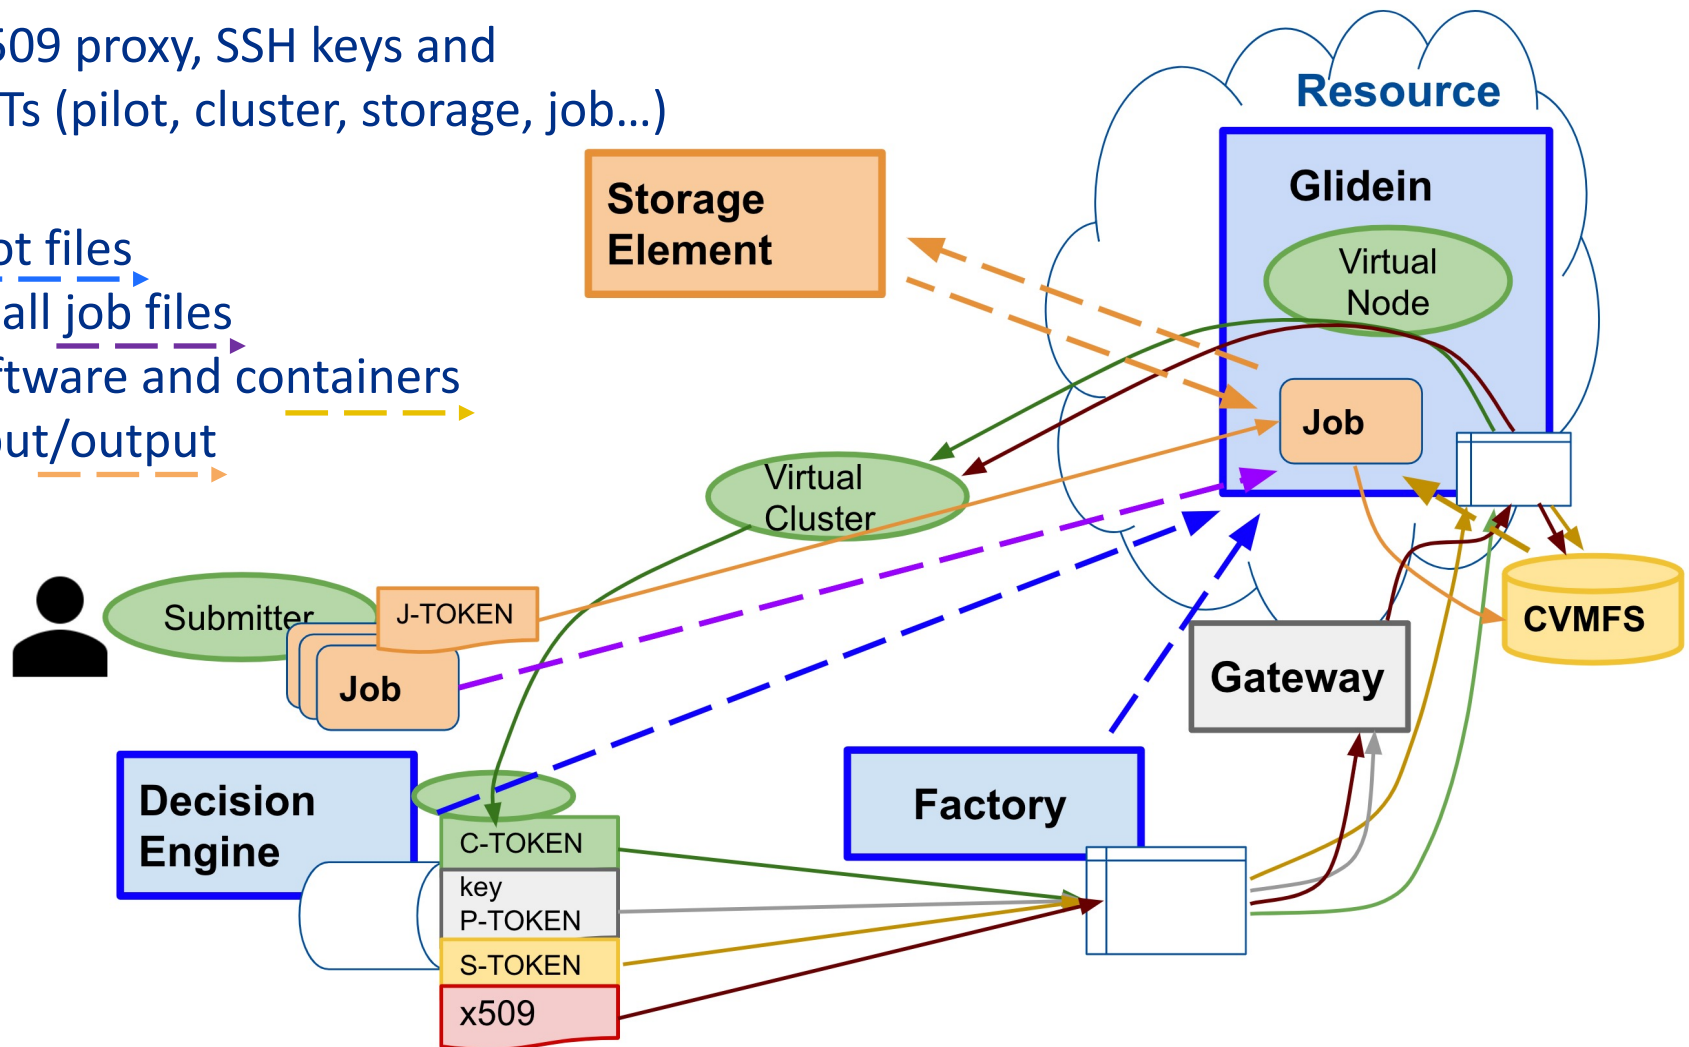 509 proxy, SSH keys and
Ts (pilot, cluster, storage, job...)
ot files
all job files
ftware and containers
out/output
Resource
Storage
Element
Glidein
Virtual
Node
Job
Virtual
Cluster
Submitter
J-TOKEN
Job
CVMFS
Gateway
Decision
Engine
Factory
C-TOKEN
key
P-TOKEN
S-TOKEN
x509